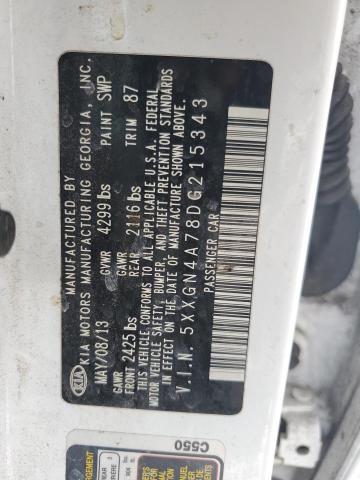 MANUFACTURED BY
KIA KIA MOTORS MANUFACTURING GEORGIA, INC.
MAY/08/13 GVWR 4299 lbs PAINT SWP
GAWR FRONT 2425 lbs GAWR REAR 2116 lbs TRIM 87
THIS VEHICLE CONFORMS TO ALL APPLICABLE U.S.A. FEDERAL
MOTOR VEHICLE SAFETY, BUMPER, AND THEFT PREVENTION STANDARDS
IN EFFECT ON THE DATE OF MANUFACTURE SHOWN ABOVE.
V.I.N. 5XXGN4A78DG215343
PASSENGER CAR
C550